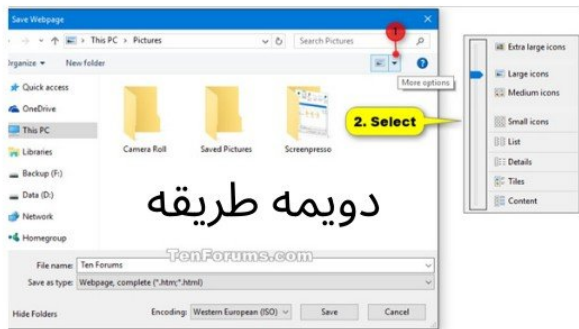 Save Webpage
This PC > Pictures
Search Pictures
1
Organize
New folder
More options
Quick access
OneDrive
This PC
Libraries
Backup (F:)
Data (D:)
Network
Homegroup
Camera Roll
Saved Pictures
Screenpresso
2. Select
دویمه طریقه
TenForums.com
File name: Ten Forums
Save as type: Webpage, complete (*.htm;*.html)
Hide Folders
Encoding: Western European (ISO)
Save
Cancel
Extra large icons
Large icons
Medium icons
Small icons
List
Details
Tiles
Content